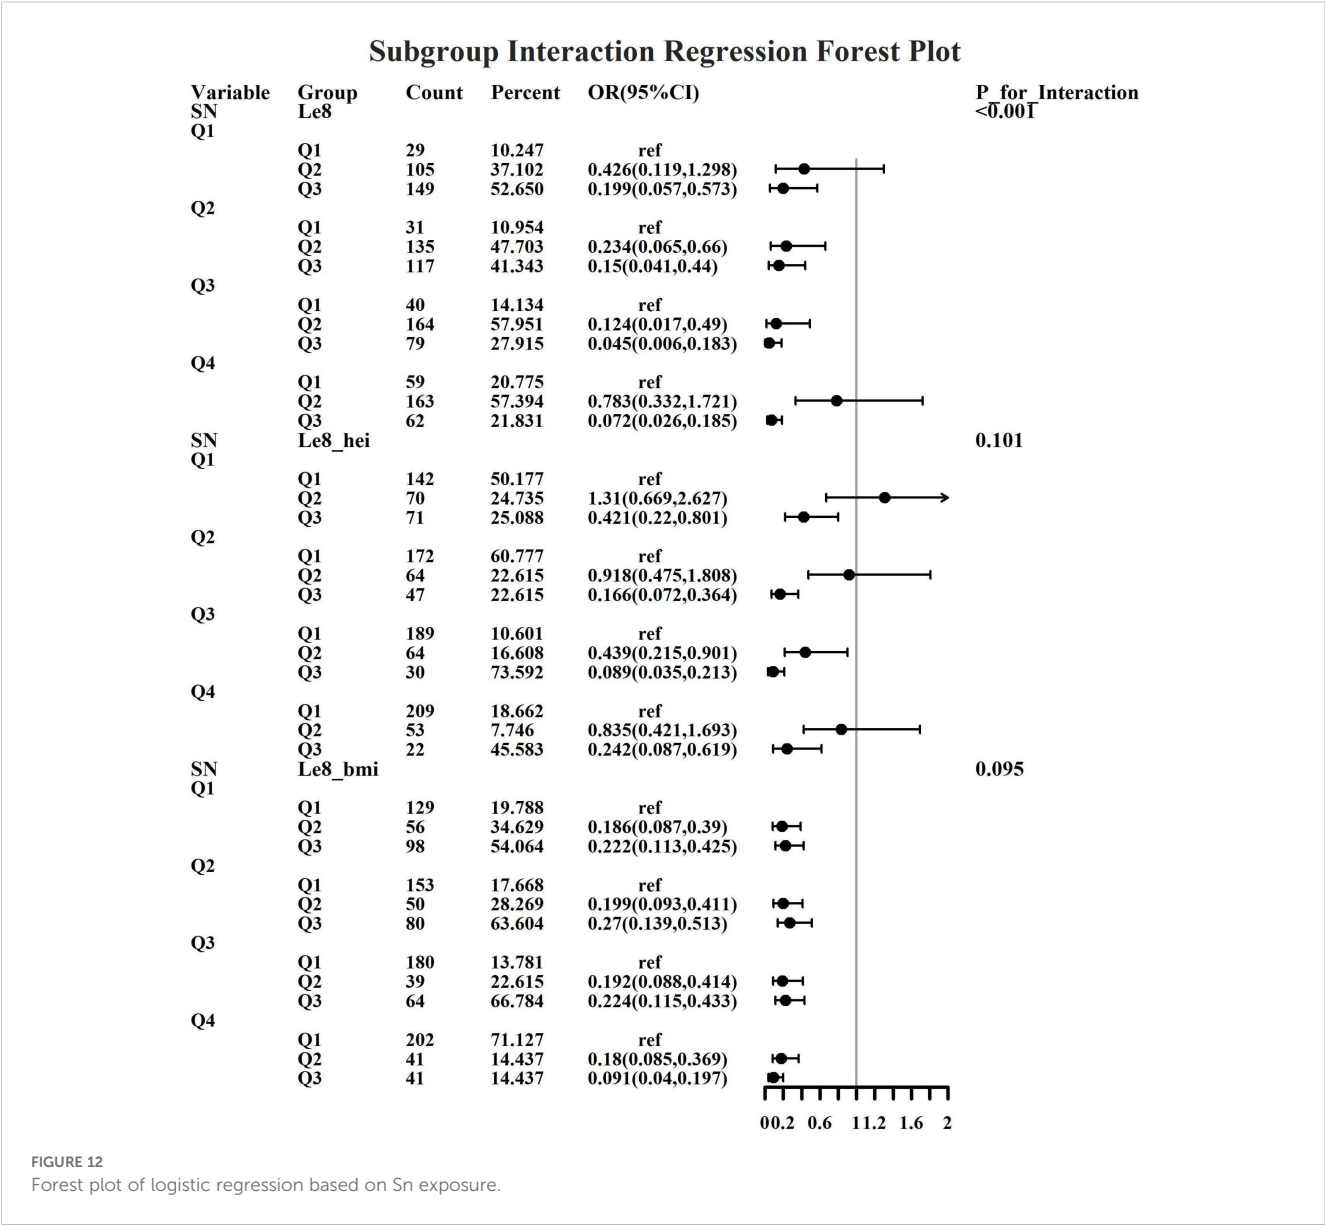 Subgroup Interaction Regression Forest Plot
Variable Group Count Percent OR(95%CI) P_for_Interaction
SN Le8 <0.001
Q1
Q1 29 10.247 ref
Q2 105 37.102 0.426(0.119,1.298)
Q3 149 52.650 0.199(0.057,0.573)
Q2
Q1 31 10.954 ref
Q2 135 47.703 0.234(0.065,0.66)
Q3 117 41.343 0.15(0.041,0.44)
Q3
Q1 40 14.134 ref
Q2 164 57.951 0.124(0.017,0.49)
Q3 79 27.915 0.045(0.006,0.183)
Q4
Q1 59 20.775 ref
Q2 163 57.394 0.783(0.332,1.721)
Q3 62 21.831 0.072(0.026,0.185)
SN Le8_hei 0.101
Q1
Q1 142 50.177 ref
Q2 70 24.735 1.31(0.669,2.627)
Q3 71 25.088 0.421(0.22,0.801)
Q2
Q1 172 60.777 ref
Q2 64 22.615 0.918(0.475,1.808)
Q3 47 22.615 0.166(0.072,0.364)
Q3
Q1 189 10.601 ref
Q2 64 16.608 0.439(0.215,0.901)
Q3 30 73.592 0.089(0.035,0.213)
Q4
Q1 209 18.662 ref
Q2 53 7.746 0.835(0.421,1.693)
Q3 22 45.583 0.242(0.087,0.619)
SN Le8_bmi 0.095
Q1
Q1 129 19.788 ref
Q2 56 34.629 0.186(0.087,0.39)
Q3 98 54.064 0.222(0.113,0.425)
Q2
Q1 153 17.668 ref
Q2 50 28.269 0.199(0.093,0.411)
Q3 80 63.604 0.27(0.139,0.513)
Q3
Q1 180 13.781 ref
Q2 39 22.615 0.192(0.088,0.414)
Q3 64 66.784 0.224(0.115,0.433)
Q4
Q1 202 71.127 ref
Q2 41 14.437 0.18(0.085,0.369)
Q3 41 14.437 0.091(0.04,0.197)
0 0.2 0.6 1 1.2 1.6 2
FIGURE 12
Forest plot of logistic regression based on Sn exposure.